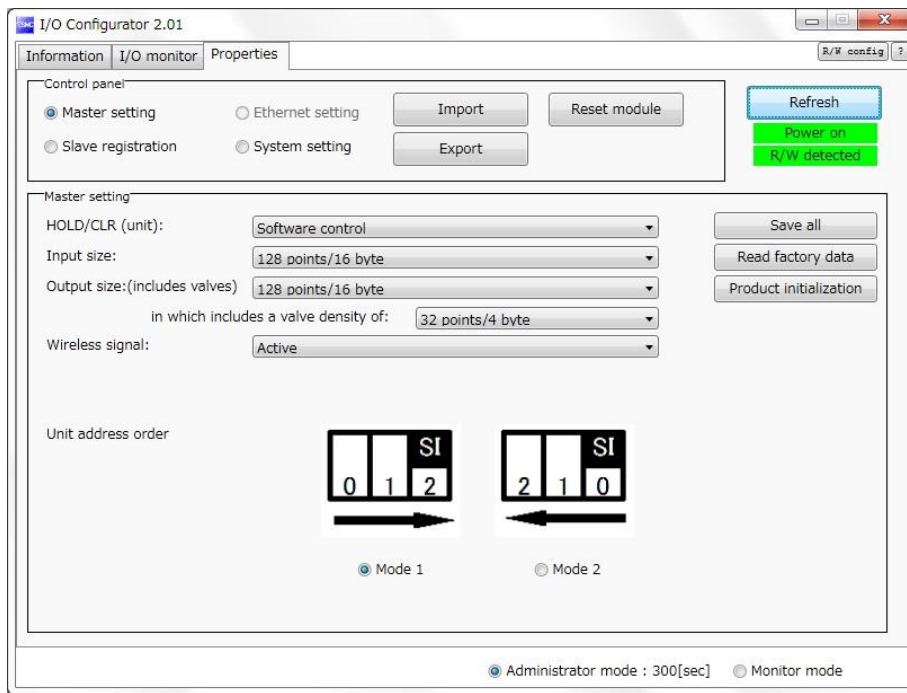 I/O Configurator 2.01
Information I/O monitor Properties R/W config ?
Control panel
Master setting Ethernet setting Import Reset module Refresh
Power on
Slave registration System setting Export R/W detected
Master setting
HOLD/CLR (unit): Software control Save all
Input size: 128 points/16 byte Read factory data
Output size:(includes valves) 128 points/16 byte Product initialization
in which includes a valve density of: 32 points/4 byte
Wireless signal: Active
Unit address order
SI SI
0 1 2 2 1 0
Mode 1 Mode 2
Administrator mode : 300[sec] Monitor mode